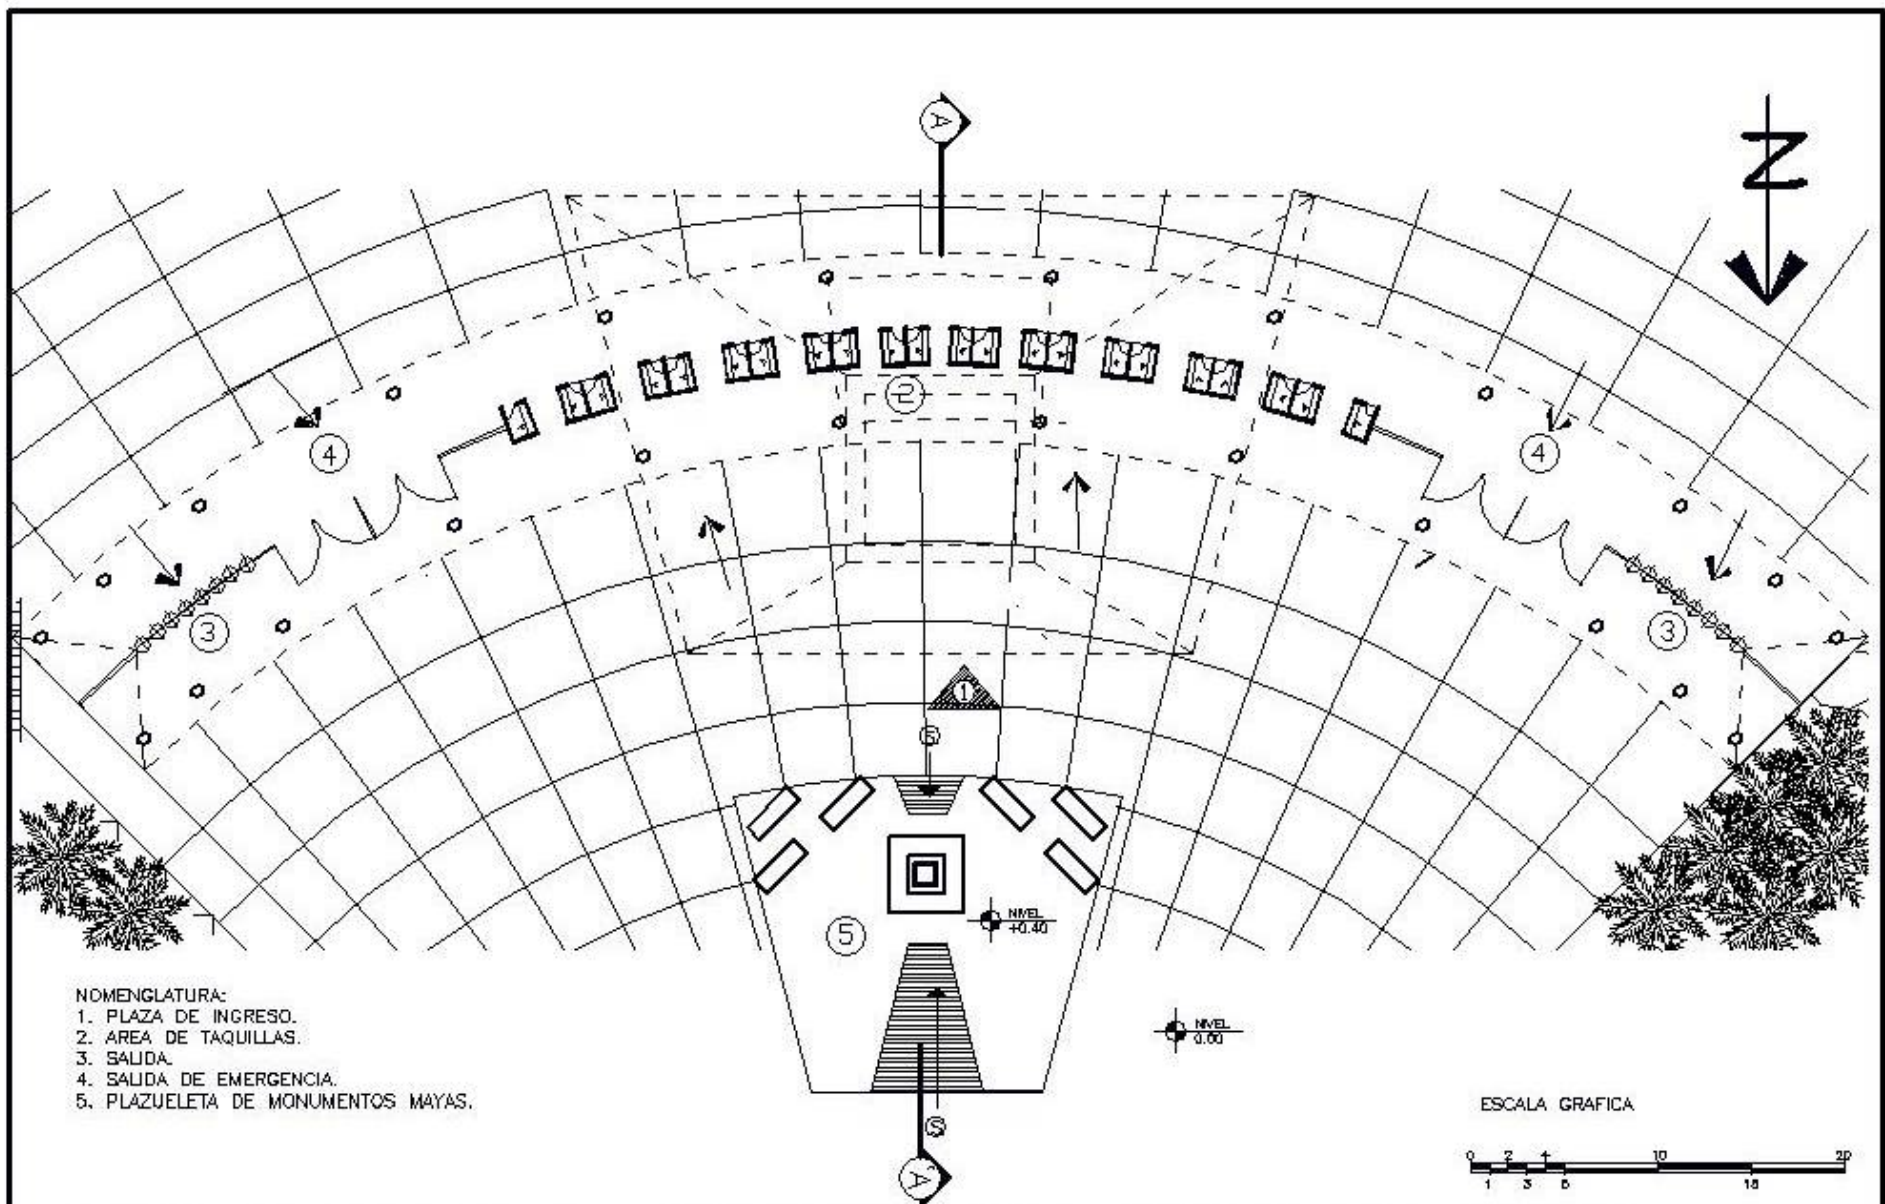 A
N
2
4
4
3
3
1
S
5
NIVEL
+0.40
NIVEL
0.00
NOMENGLATURA:
1. PLAZA DE INGRESO.
2. AREA DE TAQUILLAS.
3. SALIDA.
4. SALIDA DE EMERGENCIA.
5. PLAZUELETA DE MONUMENTOS MAYAS.
S
A
ESCALA GRAFICA
0 2 4 10 20
1 3 5 15